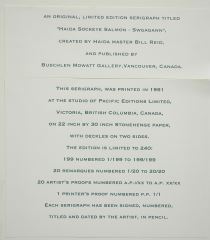 AN ORIGINAL, LIMITED EDITION SERIGRAPH TITLED
"HAIDA SOCKEYE SALMON - SWAGAGNN",
CREATED BY HAIDA MASTER BILL REID,
AND PUBLISHED BY
BUSCHLEN MOWATT GALLERY, VANCOUVER, CANADA.
THIS SERIGRAPH, WAS PRINTED IN 1991
AT THE STUDIO OF PACIFIC EDITIONS LIMITED,
VICTORIA, BRITISH COLUMBIA, CANADA,
ON 22 INCH BY 30 INCH STONEHENGE PAPER,
WITH DECKLES ON TWO SIDES.
THE EDITION IS LIMITED TO 240:
199 NUMBERED 1/199 TO 199/199
20 REMARQUES NUMBERED 1/20 TO 20/20
20 ARTIST'S PROOFS NUMBERED A.P. I/XX TO A.P. XX/XX
1 PRINTER'S PROOF NUMBERED P.P. 1/1
EACH SERIGRAPH HAS BEEN SIGNED, NUMBERED,
TITLED AND DATED BY THE ARTIST, IN PENCIL.